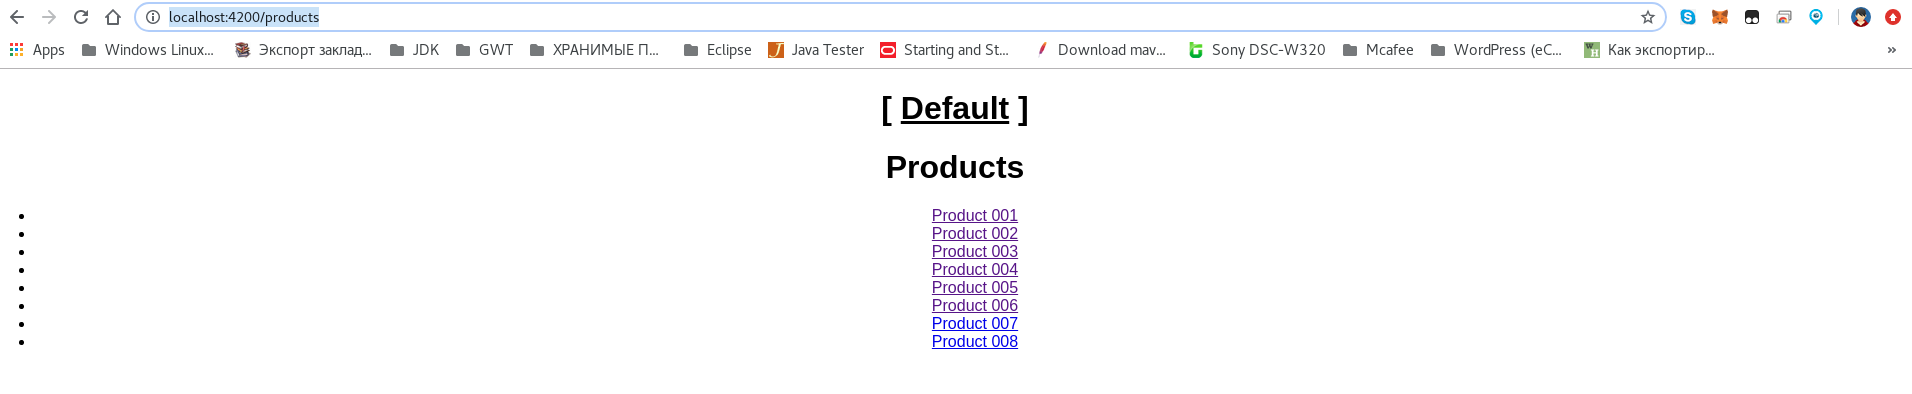 localhost:4200/products
Apps Windows Linux... Экспорт заклад... JDK GWT ХРАНИМЫЕ П... Eclipse Java Tester Starting and St... Download mav... Sony DSC-W320 Mcafee WordPress (eC... Как экспортир... »
[ Default ]
Products
Product 001
Product 002
Product 003
Product 004
Product 005
Product 006
Product 007
Product 008